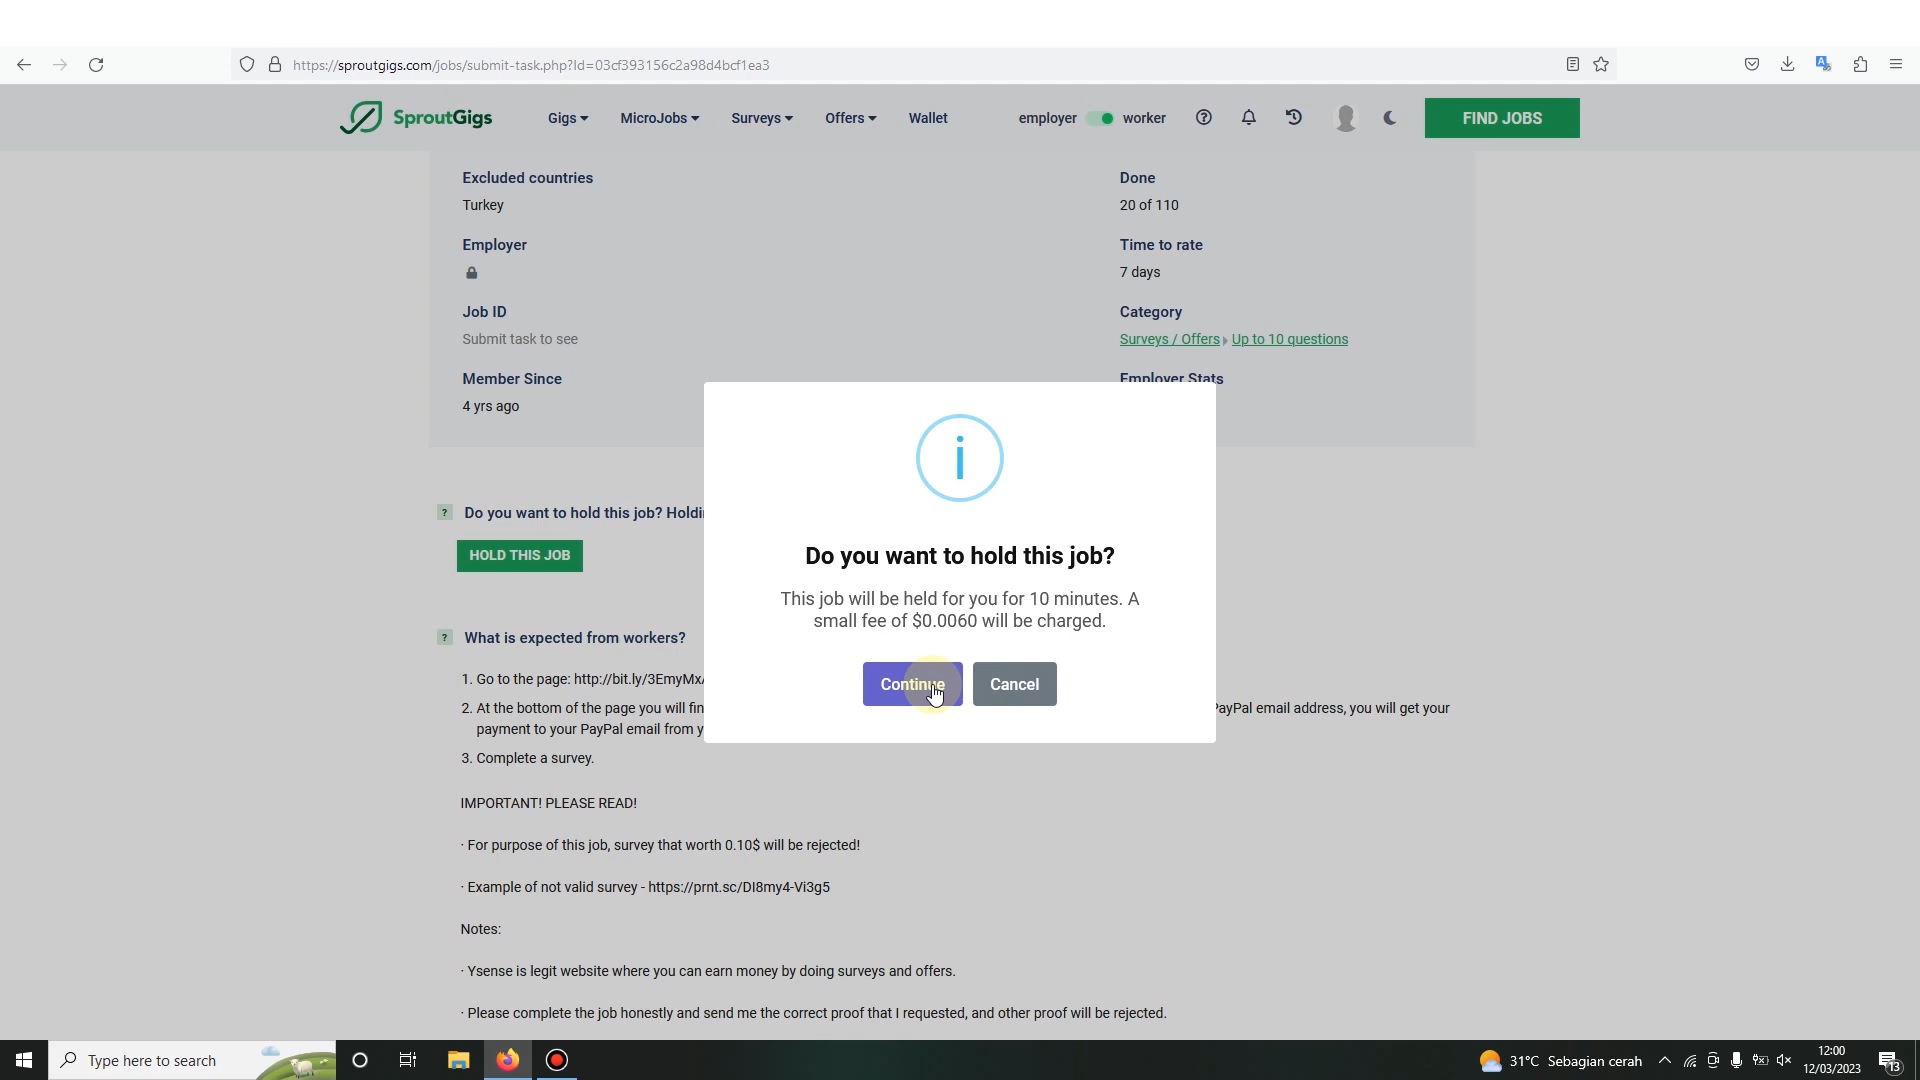 https://sproutgigs.com/jobs/submit-task.php?Id=03cf393156c2a98d4bcf1ea3
SproutGigs
Gigs
MicroJobs
Surveys
Offers
Wallet
employer
worker
FIND JOBS
Excluded countries
Turkey
Employer
Job ID
Submit task to see
Member Since
4 yrs ago
Done
20 of 110
Time to rate
7 days
Category
Surveys / Offers
Up to 10 questions
Employer Stats
? Do you want to hold this job?
HOLD THIS JOB
Do you want to hold this job?
This job will be held for you for 10 minutes. A
small fee of $0.0060 will be charged.
Continue
Cancel
? What is expected from workers?
1. Go to the page:
2. At the bottom of the page you will
PayPal email address, you will get your
payment to your PayPal email from
3. Complete a survey.
IMPORTANT! PLEASE READ!
· For purpose of this job, survey that worth 0.10$ will be rejected!
· Example of not valid survey - https://prnt.sc/DI8my4-Vi3g5
Notes:
· Ysense is legit website where you can earn money by doing surveys and offers.
· Please complete the job honestly and send me the correct proof that I requested, and other proof will be rejected.
Type here to search
31°C Sebagian cerah
12:00
12/03/2023
13